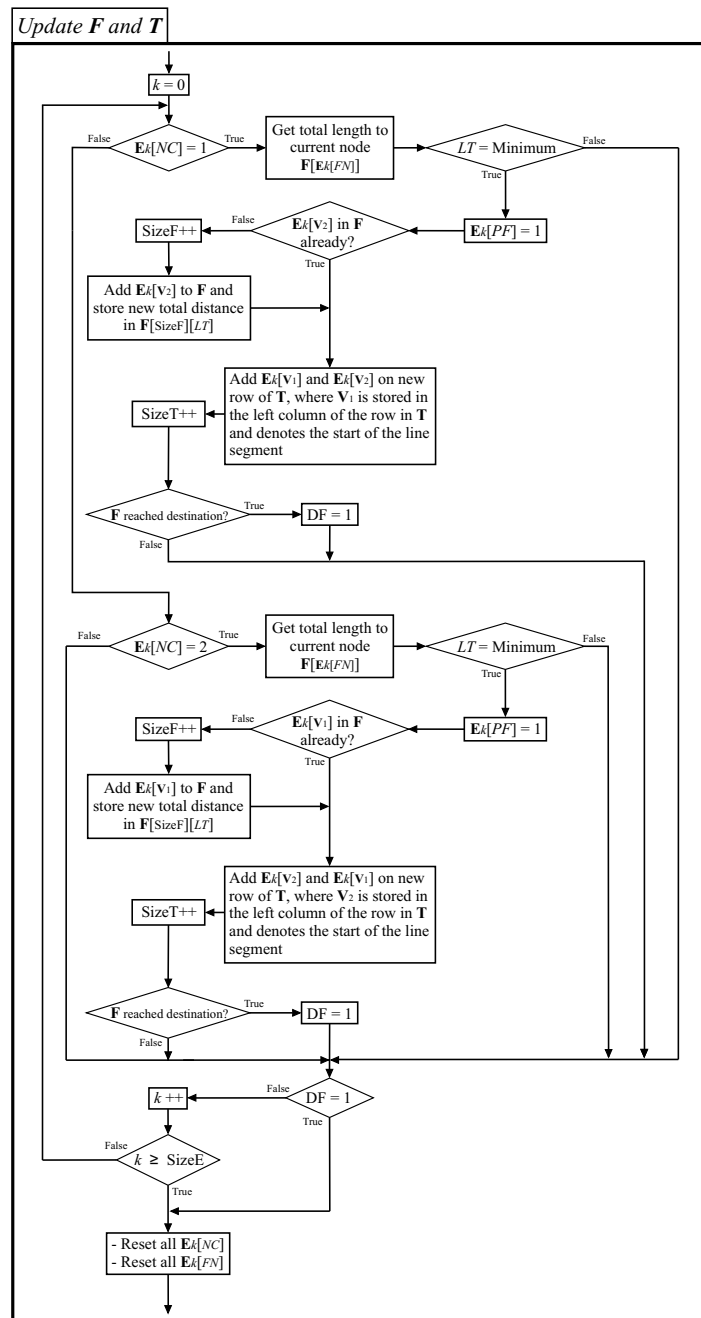 Update F and T
k = 0
False
Ek[NC] = 1
True
Get total length to
current node
F[Ek[FN]]
LT = Minimum
False
True
SizeF++
False
Ek[V2] in F
already?
True
Ek[PF] = 1
Add Ek[V2] to F and
store new total distance
in F[SizeF][LT]
Add Ek[V1] and Ek[V2] on new
row of T, where V1 is stored in
the left column of the row in T
and denotes the start of the line
segment
SizeT++
F reached destination?
True
DF = 1
False
False
Ek[NC] = 2
True
Get total length to
current node
F[Ek[FN]]
LT = Minimum
False
True
SizeF++
False
Ek[V1] in F
already?
True
Ek[PF] = 1
Add Ek[V1] to F and
store new total distance
in F[SizeF][LT]
Add Ek[V2] and Ek[V1] on new
row of T, where V2 is stored in
the left column of the row in T
and denotes the start of the line
segment
SizeT++
F reached destination?
True
DF = 1
False
k ++
False
DF = 1
True
False
k ≥ SizeE
True
- Reset all Ek[NC]
- Reset all Ek[FN]